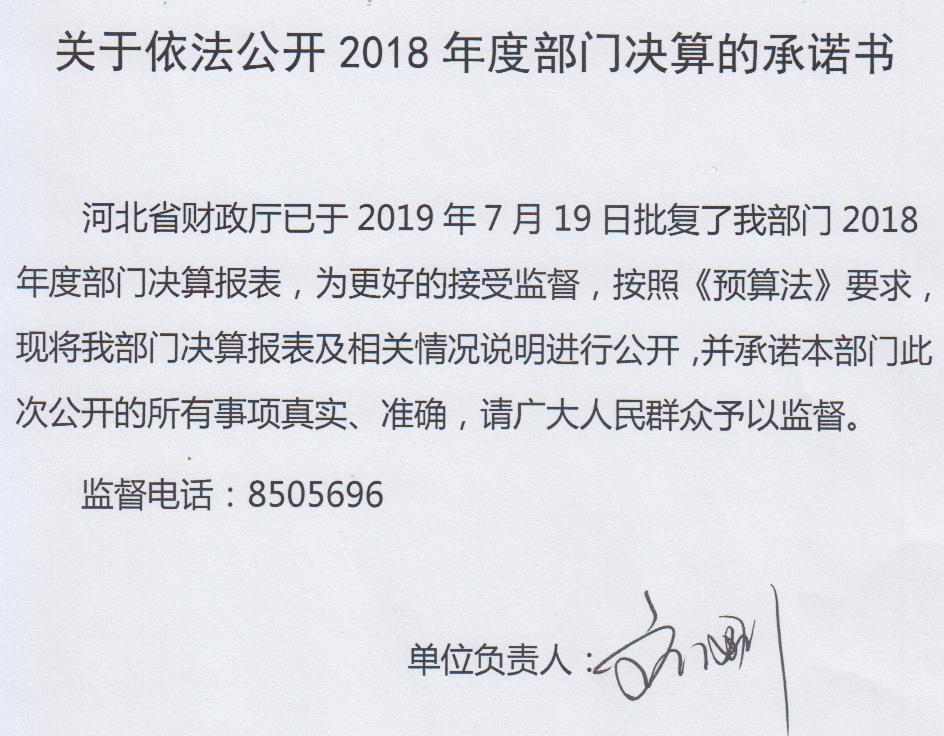 关于依法公开 2018 年度部门决算的承诺书
河北省财政厅已于 2019 年 7 月 19 日批复了我部门 2018
年度部门决算报表，为更好的接受监督，按照《预算法》要求，
现将我部门决算报表及相关情况说明进行公开，并承诺本部门此
次公开的所有事项真实、准确，请广大人民群众予以监督。
监督电话：8505696
单位负责人：